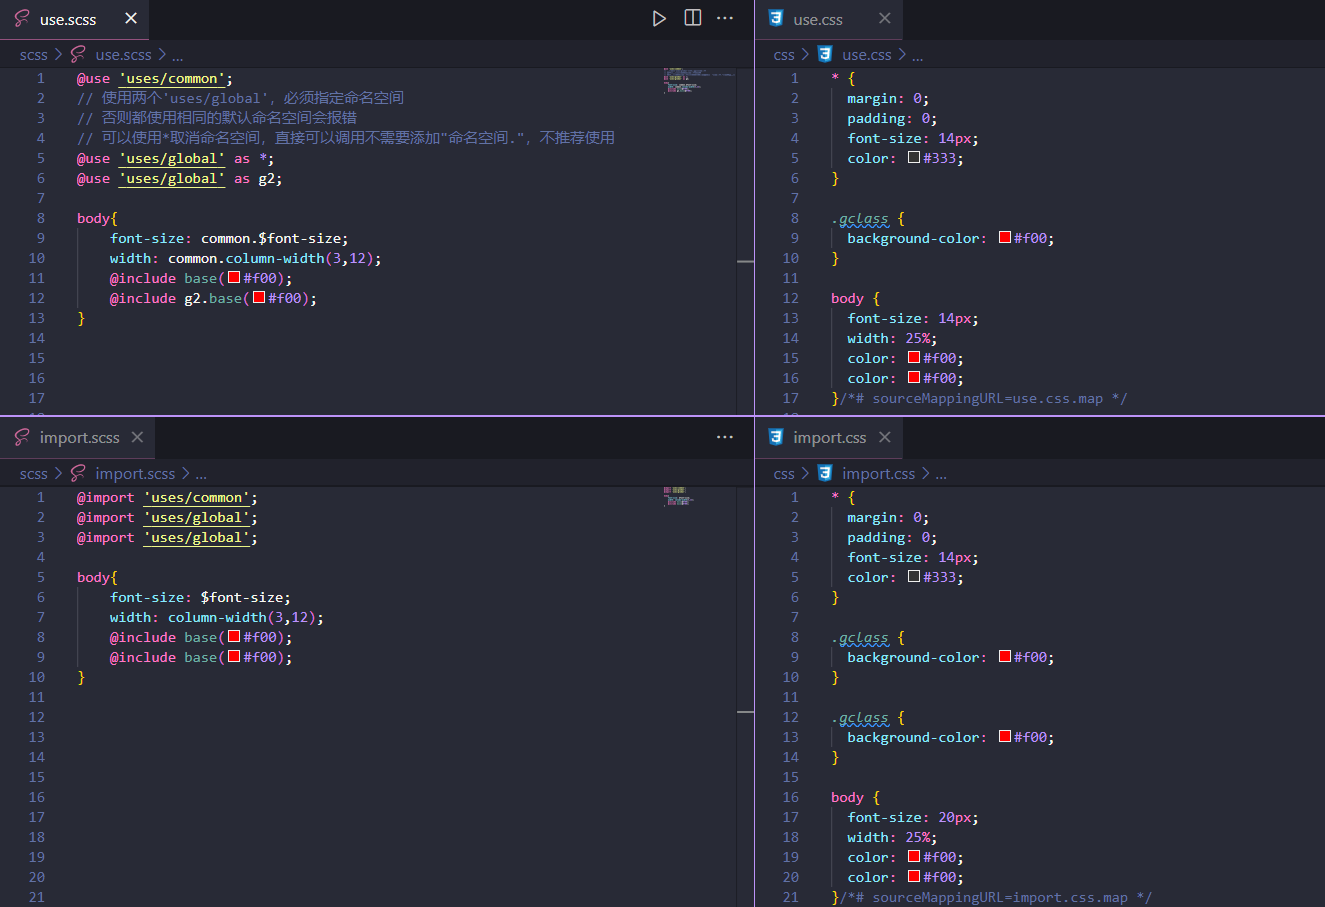 use.scss
scss > use.scss > ...
1 @use 'uses/common';
2 // 使用两个'uses/global'，必须指定命名空间
3 // 否则都使用相同的默认命名空间会报错
4 // 可以使用*取消命名空间，直接可以调用不需要添加"命名空间."，不推荐使用
5 @use 'uses/global' as *;
6 @use 'uses/global' as g2;
7
8 body{
9 font-size: common.$font-size;
10 width: common.column-width(3,12);
11 @include base(#f00);
12 @include g2.base(#f00);
13 }
14
15
16
17
use.css
css > use.css > ...
1 * {
2 margin: 0;
3 padding: 0;
4 font-size: 14px;
5 color: #333;
6 }
7
8 .gclass {
9 background-color: #f00;
10 }
11
12 body {
13 font-size: 14px;
14 width: 25%;
15 color: #f00;
16 color: #f00;
17 }/*# sourceMappingURL=use.css.map */
import.scss
scss > import.scss > ...
1 @import 'uses/common';
2 @import 'uses/global';
3 @import 'uses/global';
4
5 body{
6 font-size: $font-size;
7 width: column-width(3,12);
8 @include base(#f00);
9 @include base(#f00);
10 }
11
12
13
14
15
16
17
18
19
20
21
import.css
css > import.css > ...
1 * {
2 margin: 0;
3 padding: 0;
4 font-size: 14px;
5 color: #333;
6 }
7
8 .gclass {
9 background-color: #f00;
10 }
11
12 .gclass {
13 background-color: #f00;
14 }
15
16 body {
17 font-size: 20px;
18 width: 25%;
19 color: #f00;
20 color: #f00;
21 }/*# sourceMappingURL=import.css.map */